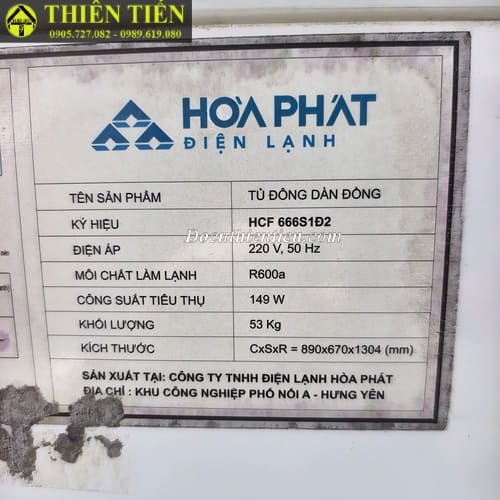 THIÊN TIẾN
0905.727.082 - 0989.619.080
HÒA PHÁT
ĐIỆN LẠNH
TÊN SẢN PHẨM TỦ ĐÔNG DÀN ĐỒNG
KÝ HIỆU HCF 666S1Đ2
Docuthientien.com
ĐIỆN ÁP 220 V, 50 Hz
MÔI CHẤT LÀM LẠNH R600a
CÔNG SUẤT TIÊU THỤ 149 W
KHỐI LƯỢNG 53 Kg
KÍCH THƯỚC CxSxR = 890x670x1304 (mm)
SẢN XUẤT TẠI: CÔNG TY TNHH ĐIỆN LẠNH HÒA PHÁT
ĐỊA CHỈ : KHU CÔNG NGHIỆP PHỐ NỐI A - HƯNG YÊN